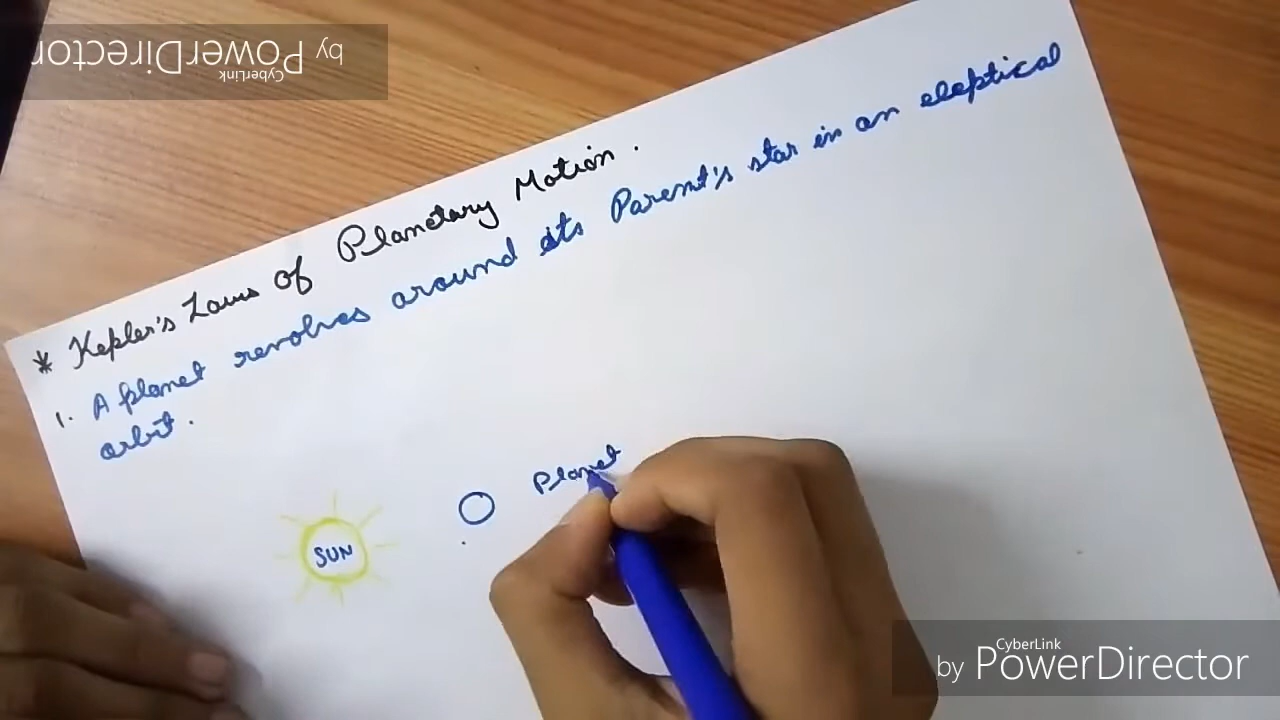 CyberLink
by PowerDirector
* Kepler's Laws of Planetary Motion.
1. A planet revolves around its Parent's star in an eleptical
orbit.
Planet
SUN
CyberLink
by PowerDirector